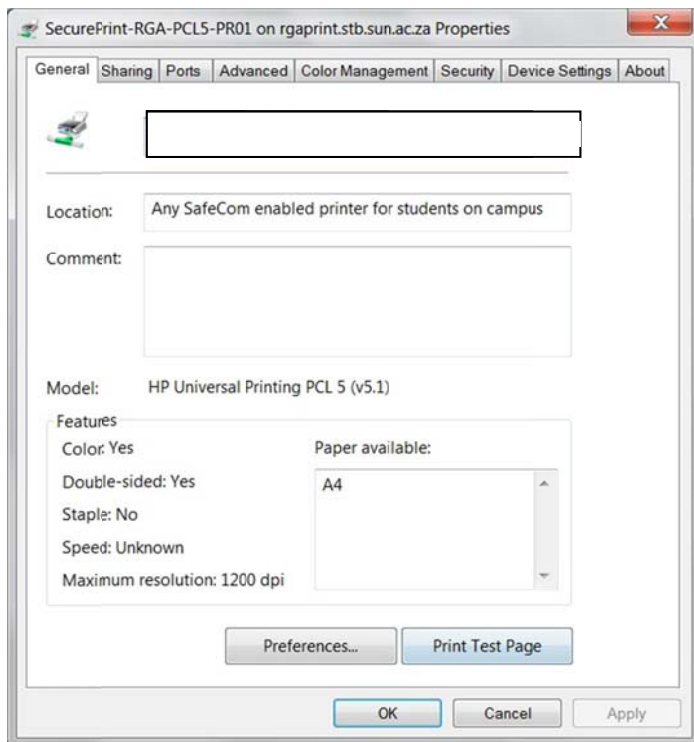 SecurePrint-RGA-PCL5-PR01 on rgaprint.stb.sun.ac.za Properties
General Sharing Ports Advanced Color Management Security Device Settings About
Location: Any SafeCom enabled printer for students on campus
Comment:
Model: HP Universal Printing PCL 5 (v5.1)
Features
Color: Yes Paper available:
Double-sided: Yes A4
Staple: No
Speed: Unknown
Maximum resolution: 1200 dpi
Preferences... Print Test Page
OK Cancel Apply